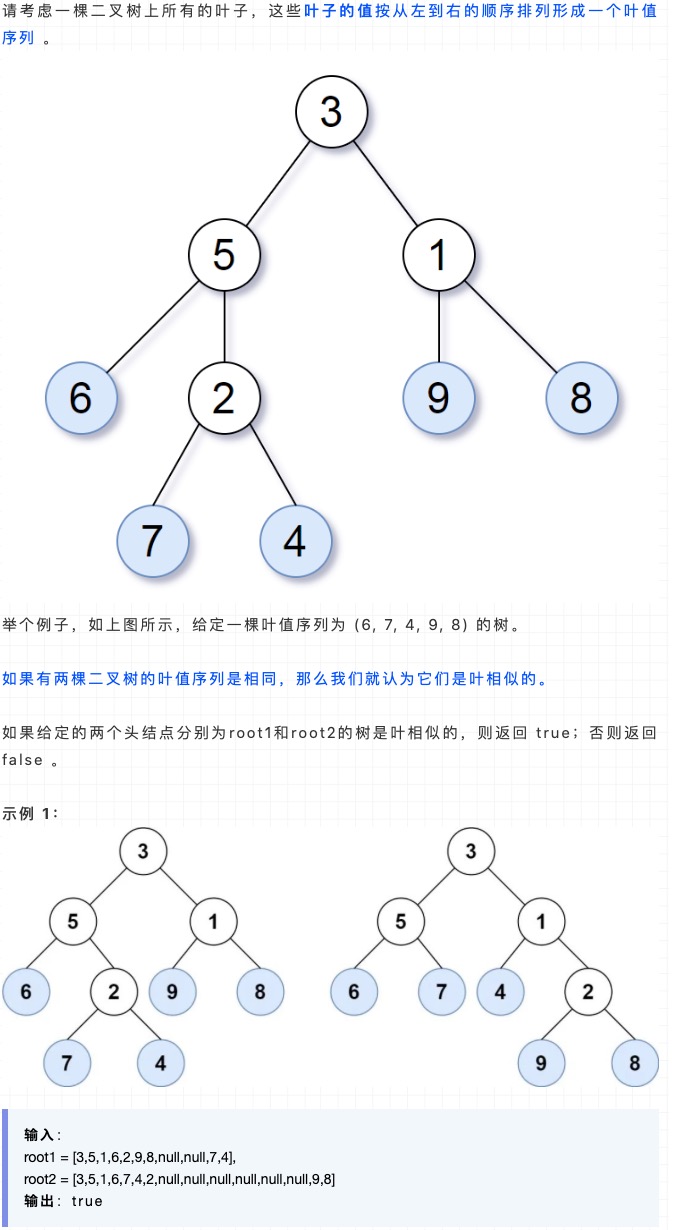 请考虑一棵二叉树上所有的叶子，这些叶子的值按从左到右的顺序排列形成一个叶值
序列 。
3
5
1
6
2
9
8
7
4
举个例子，如上图所示，给定一棵叶值序列为 (6, 7, 4, 9, 8) 的树。
如果有两棵二叉树的叶值序列是相同，那么我们就认为它们是叶相似的。
如果给定的两个头结点分别为root1和root2的树是叶相似的，则返回 true；否则返回
false 。
示例 1：
3
5
1
6
2
9
8
7
4
3
5
1
6
7
4
2
9
8
输入：
root1 = [3,5,1,6,2,9,8,null,null,7,4],
root2 = [3,5,1,6,7,4,2,null,null,null,null,null,null,9,8]
输出：true